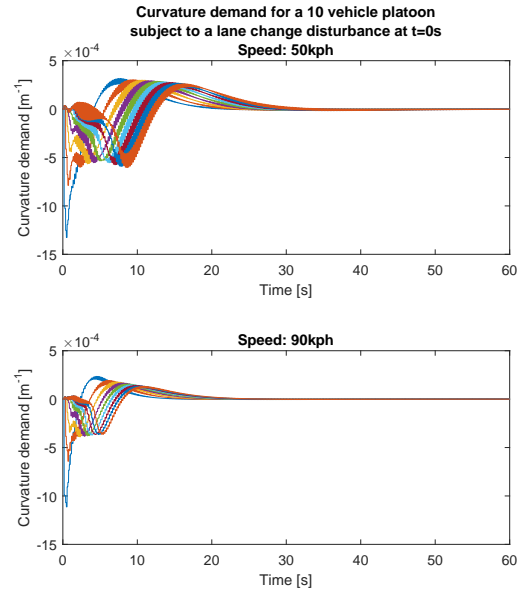 Curvature demand for a 10 vehicle platoon
subject to a lane change disturbance at t=0s
Speed: 50kph
×10⁻⁴
5
0
-5
-10
-15
0 10 20 30 40 50 60
Time [s]
Curvature demand [m⁻¹]
Speed: 90kph
×10⁻⁴
5
0
-5
-10
-15
0 10 20 30 40 50 60
Time [s]
Curvature demand [m⁻¹]